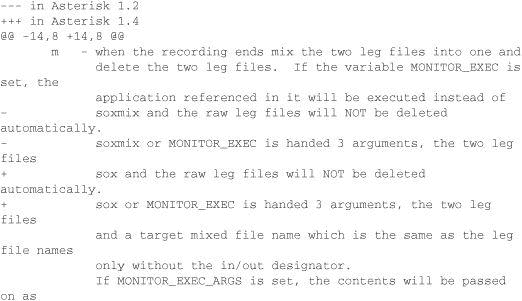 --- in Asterisk 1.2
+++ in Asterisk 1.4
@@ -14,8 +14,8 @@
m - when the recording ends mix the two leg files into one and
delete the two leg files. If the variable MONITOR_EXEC is
set, the
application referenced in it will be executed instead of
- soxmix and the raw leg files will NOT be deleted
automatically.
- soxmix or MONITOR_EXEC is handed 3 arguments, the two leg
files
+ sox and the raw leg files will NOT be deleted
automatically.
+ sox or MONITOR_EXEC is handed 3 arguments, the two leg
files
and a target mixed file name which is the same as the leg
file names
only without the in/out designator.
If MONITOR_EXEC_ARGS is set, the contents will be passed
on as